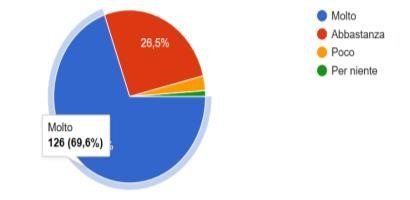 26,5%
Molto
126 (69,6%)
%
Molto
Abbastanza
Poco
Per niente